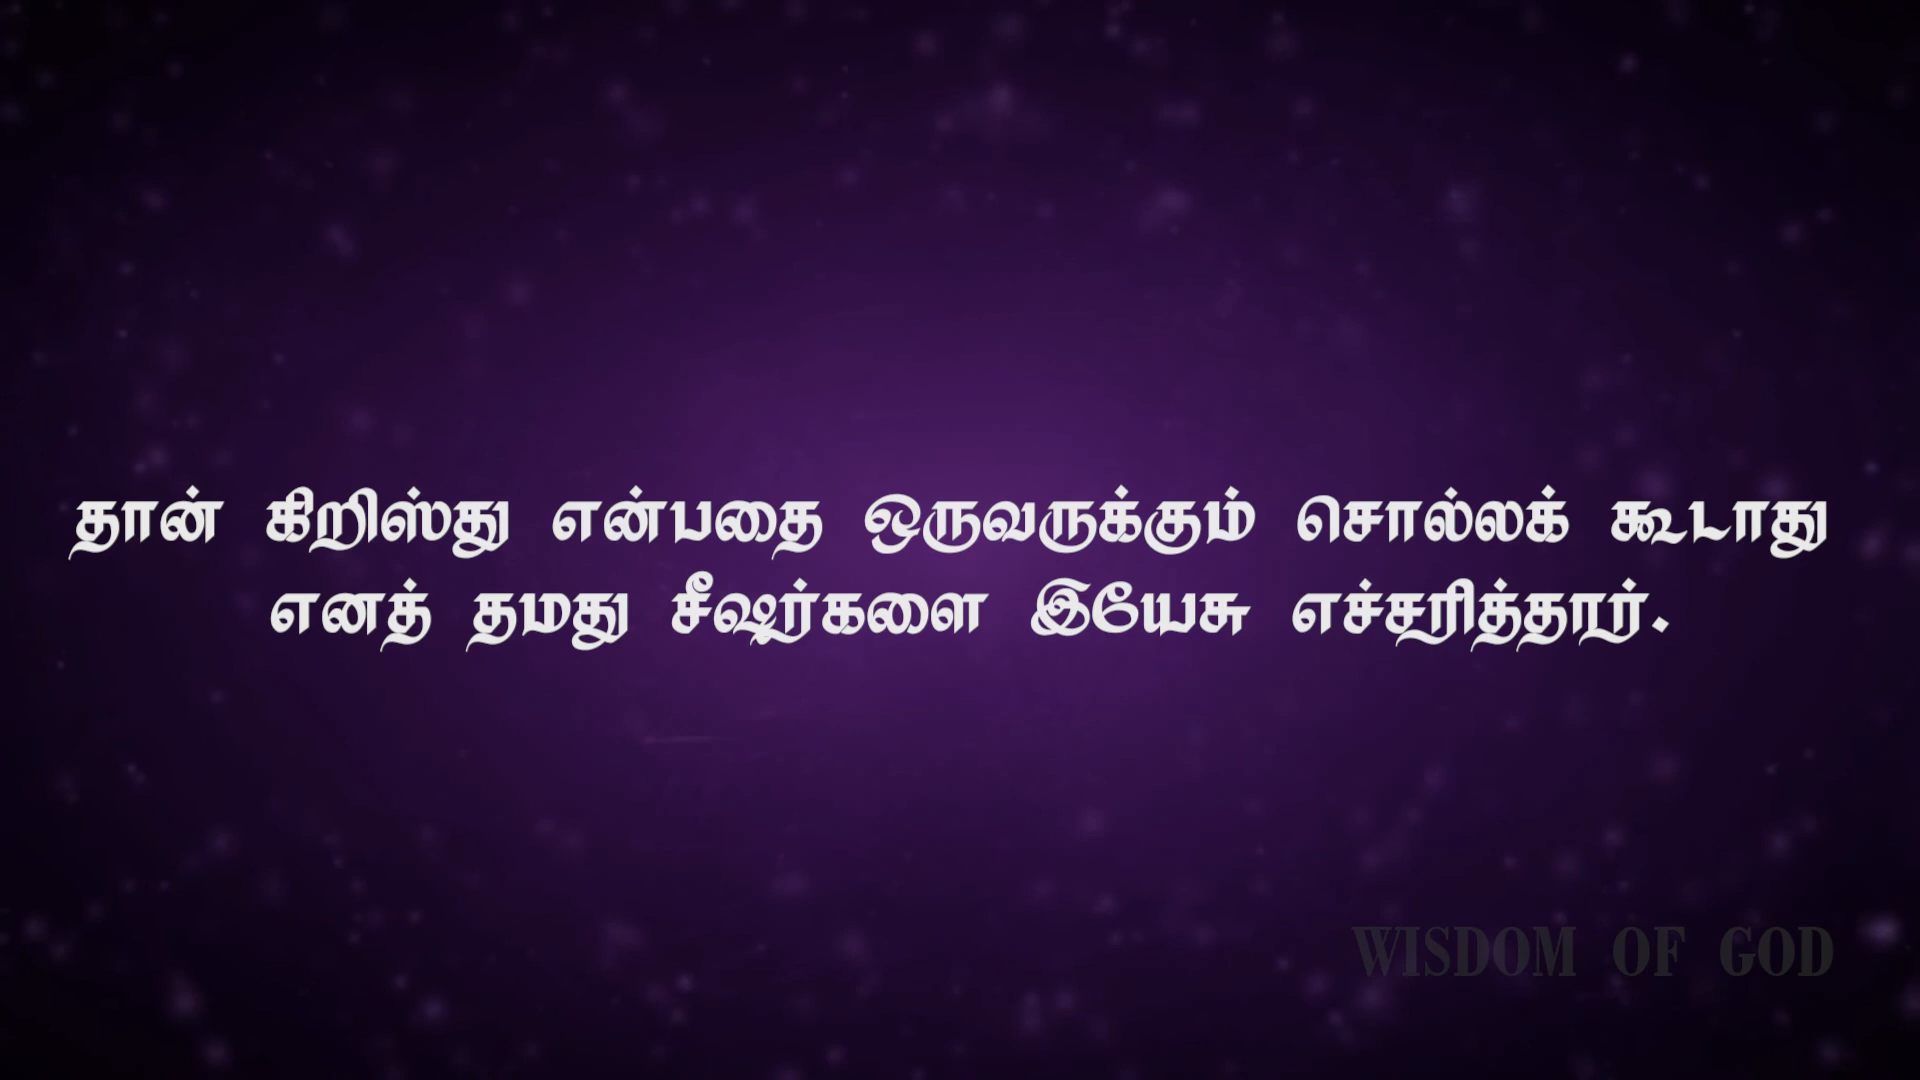 தான் கிறிஸ்து என்பதை ஒருவருக்கும் சொல்லக் கூடாது
எனத் தமது சீஷர்களை இயேசு எச்சரித்தார்.
WISDOM OF GOD